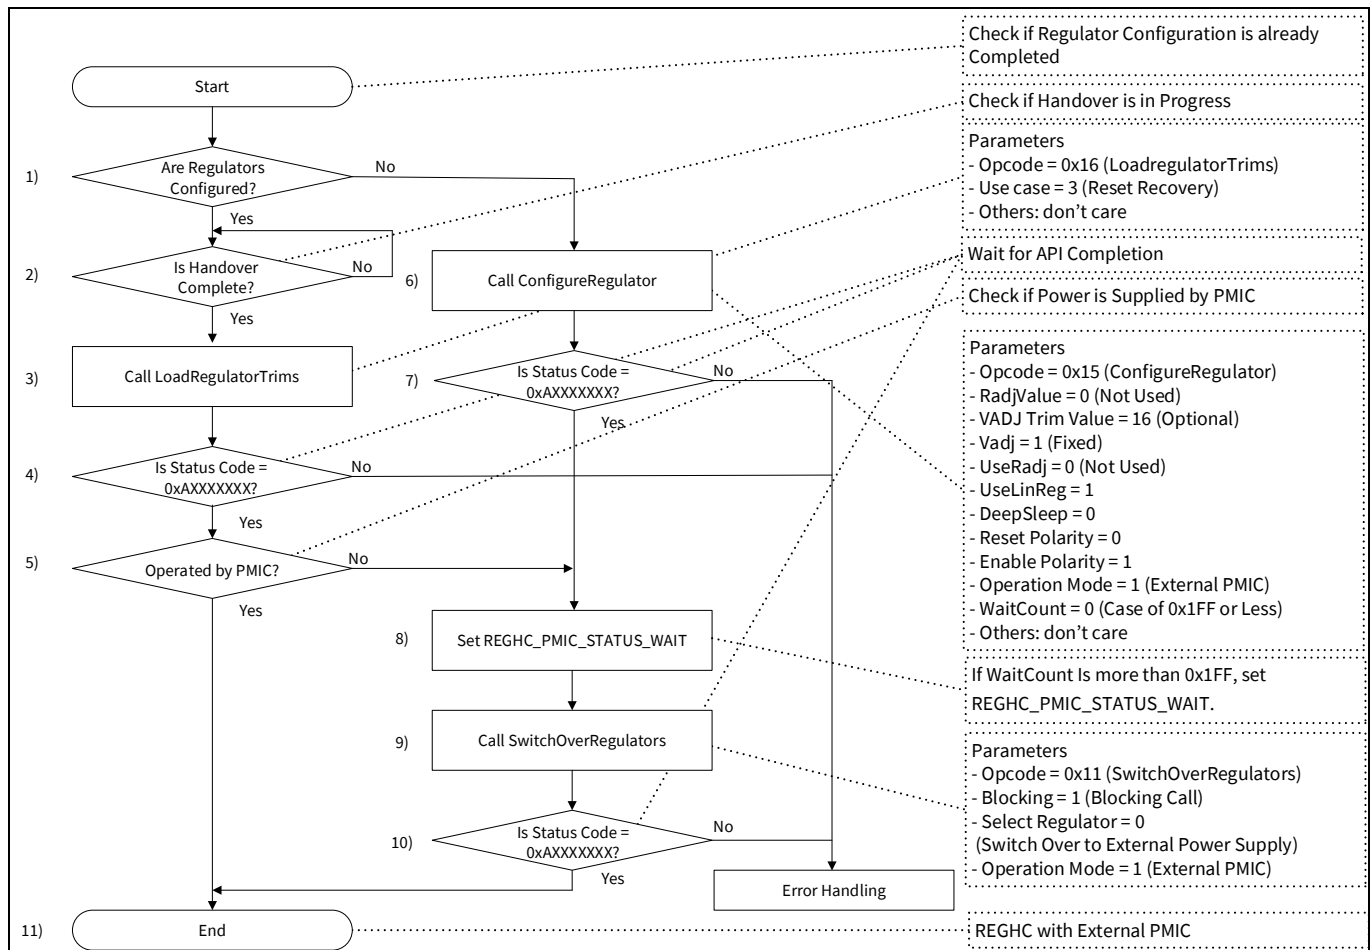 Start
1)
Are Regulators
Configured?
No
Yes
2)
Is Handover
Complete?
No
Yes
3)
Call LoadRegulatorTrims
4)
Is Status Code =
0xAXXXXXXX?
No
Yes
5)
Operated by PMIC?
No
Yes
6)
Call ConfigureRegulator
7)
Is Status Code =
0xAXXXXXXX?
No
Yes
8)
Set REGHC_PMIC_STATUS_WAIT
9)
Call SwitchOverRegulators
10)
Is Status Code =
0xAXXXXXXX?
No
Yes
Error Handling
11)
End
Check if Regulator Configuration is already
Completed
Check if Handover is in Progress
Parameters
- Opcode = 0x16 (LoadregulatorTrims)
- Use case = 3 (Reset Recovery)
- Others: don’t care
Wait for API Completion
Check if Power is Supplied by PMIC
Parameters
- Opcode = 0x15 (ConfigureRegulator)
- RadjValue = 0 (Not Used)
- VADJ Trim Value = 16 (Optional)
- Vadj = 1 (Fixed)
- UseRadj = 0 (Not Used)
- UseLinReg = 1
- DeepSleep = 0
- Reset Polarity = 0
- Enable Polarity = 1
- Operation Mode = 1 (External PMIC)
- WaitCount = 0 (Case of 0x1FF or Less)
- Others: don’t care
If WaitCount Is more than 0x1FF, set
REGHC_PMIC_STATUS_WAIT.
Parameters
- Opcode = 0x11 (SwitchOverRegulators)
- Blocking = 1 (Blocking Call)
- Select Regulator = 0
(Switch Over to External Power Supply)
- Operation Mode = 1 (External PMIC)
REGHC with External PMIC